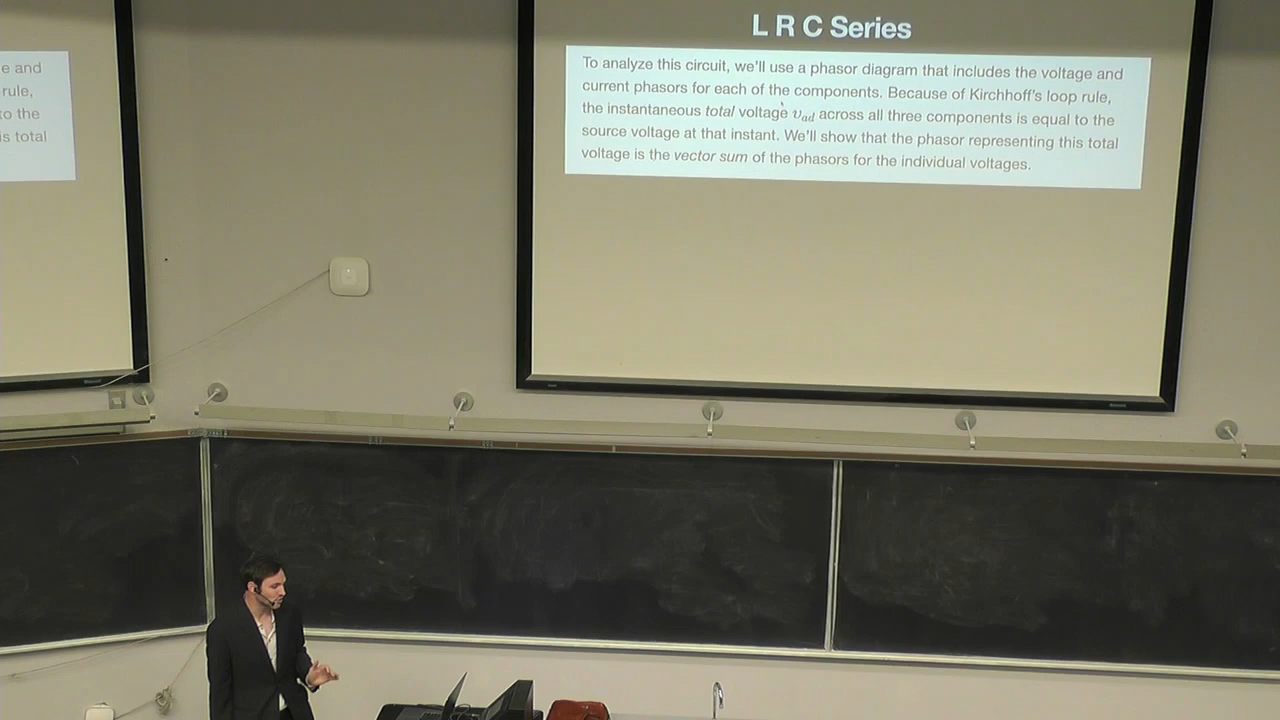 L R C Series
To analyze this circuit, we'll use a phasor diagram that includes the voltage and
current phasors for each of the components. Because of Kirchhoff's loop rule,
the instantaneous total voltage v_ad across all three components is equal to the
source voltage at that instant. We'll show that the phasor representing this total
voltage is the vector sum of the phasors for the individual voltages.
e and
rule,
to the
is total